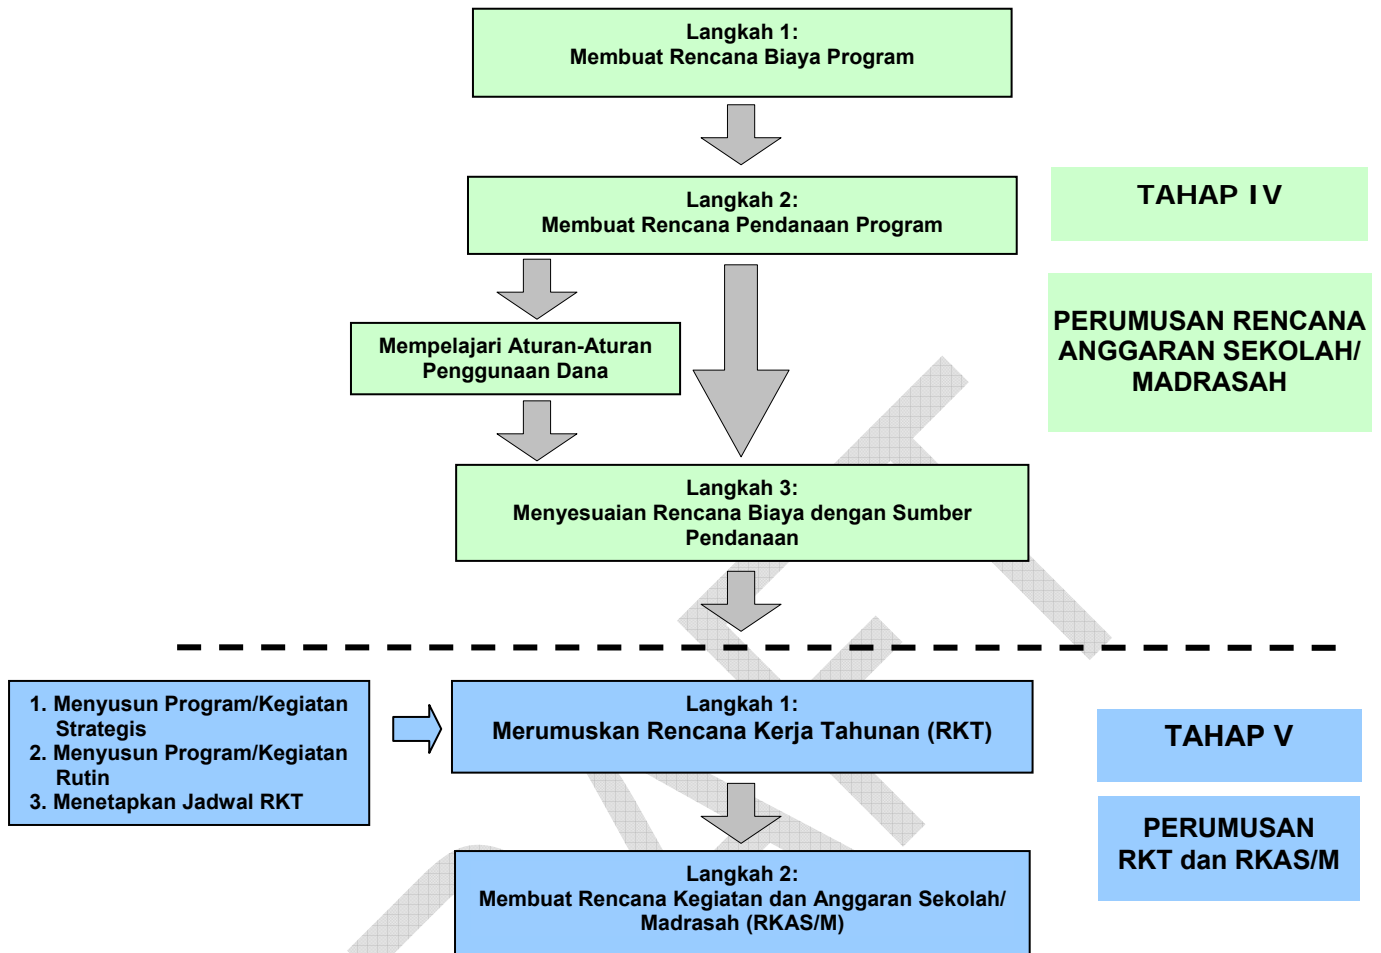 Langkah 1:
Membuat Rencana Biaya Program
Langkah 2:
Membuat Rencana Pendanaan Program
TAHAP IV
Mempelajari Aturan-Aturan
Penggunaan Dana
PERUMUSAN RENCANA
ANGGARAN SEKOLAH/
MADRASAH
Langkah 3:
Menyesuaian Rencana Biaya dengan Sumber
Pendanaan
1. Menyusun Program/Kegiatan
Strategis
2. Menyusun Program/Kegiatan
Rutin
3. Menetapkan Jadwal RKT
Langkah 1:
Merumuskan Rencana Kerja Tahunan (RKT)
TAHAP V
PERUMUSAN
RKT dan RKAS/M
Langkah 2:
Membuat Rencana Kegiatan dan Anggaran Sekolah/
Madrasah (RKAS/M)